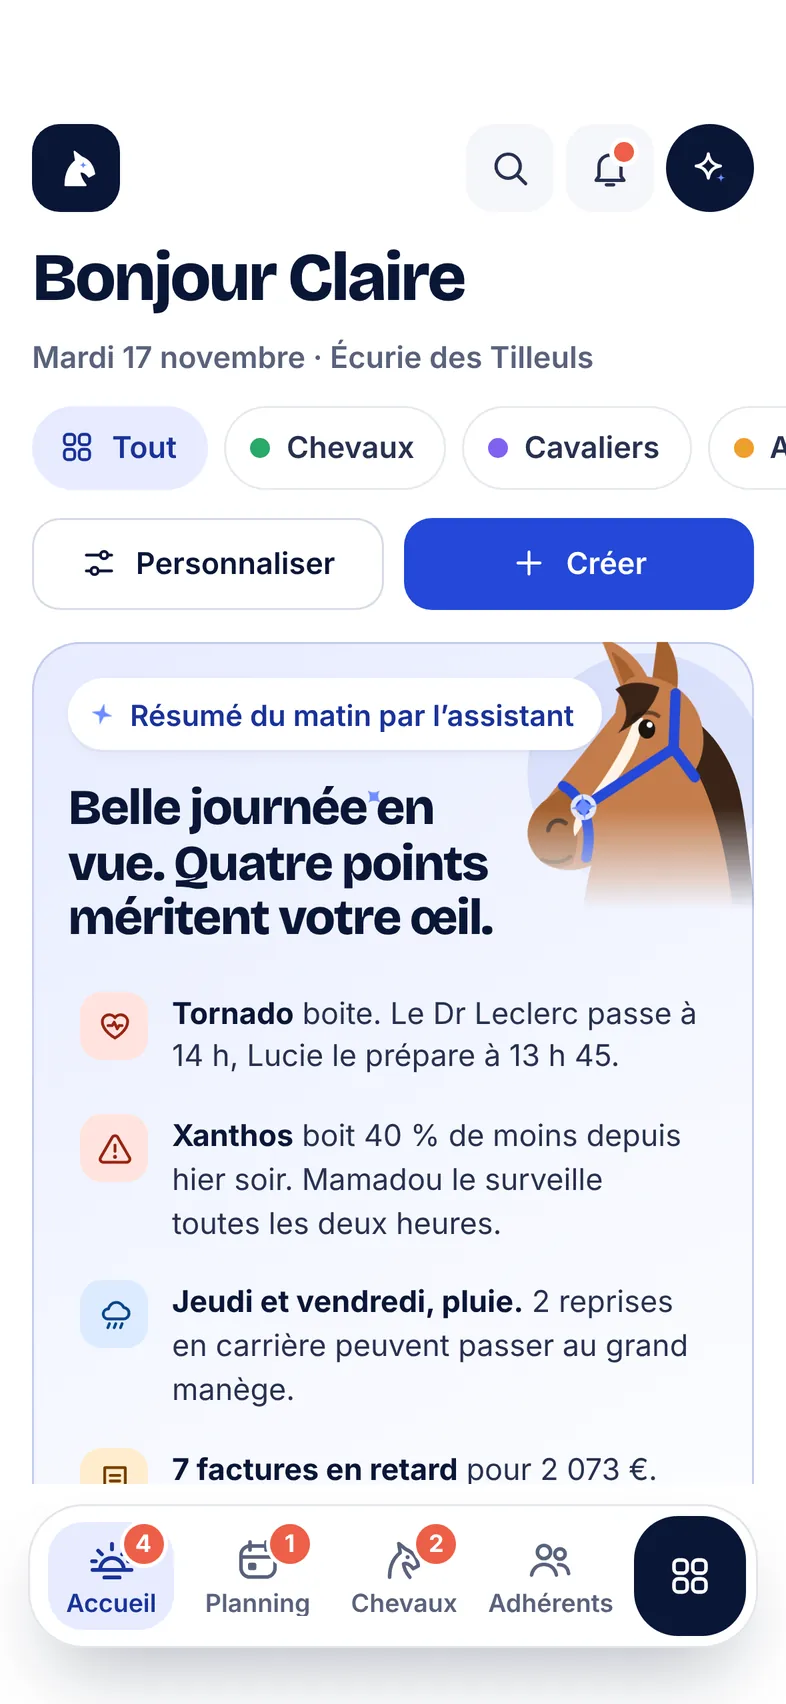 Bonjour Claire
Mardi 17 novembre · Écurie des Tilleuls
Tout
Chevaux
Cavaliers
A
Personnaliser
Créer
Résumé du matin par l’assistant
Belle journée en
vue. Quatre points
méritent votre œil.
Tornado boite. Le Dr Leclerc passe à
14 h, Lucie le prépare à 13 h 45.
Xanthos boit 40 % de moins depuis
hier soir. Mamadou le surveille
toutes les deux heures.
Jeudi et vendredi, pluie. 2 reprises
en carrière peuvent passer au grand
manège.
7 factures en retard pour 2 073 €.
4
1
2
Accueil
Planning
Chevaux
Adhérents